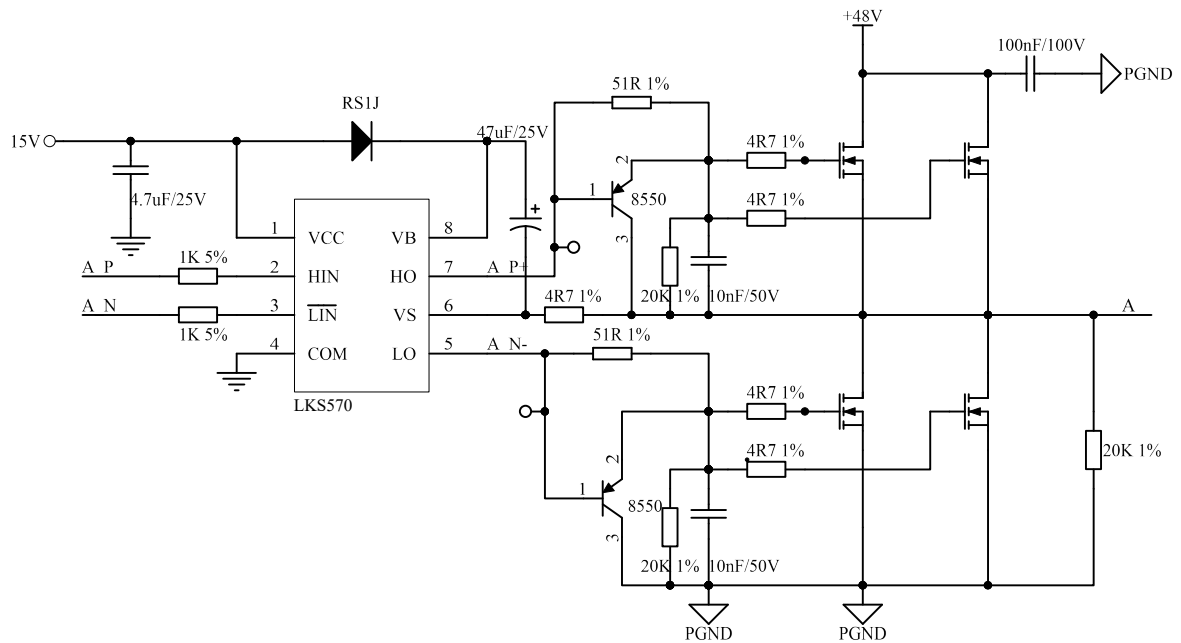 +48V
100nF/100V
PGND
51R 1%
RS1J
47uF/25V
15V
4R7 1%
2
1
8550
4.7uF/25V
4R7 1%
3
1
VCC
VB
8
A P
1K 5%
2
HIN
HO
7
A P+
20K 1%
10nF/50V
4R7 1%
A N
3
LIN
VS
6
A
1K 5%
51R 1%
4
COM
LO
5
A N-
LKS570
4R7 1%
4R7 1%
2
20K 1%
1
8550
3
20K 1%
10nF/50V
PGND
PGND